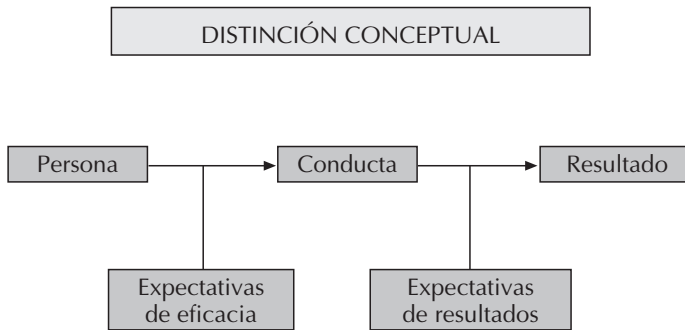 DISTINCIÓN CONCEPTUAL
Persona
Conducta
Resultado
Expectativas
de eficacia
Expectativas
de resultados